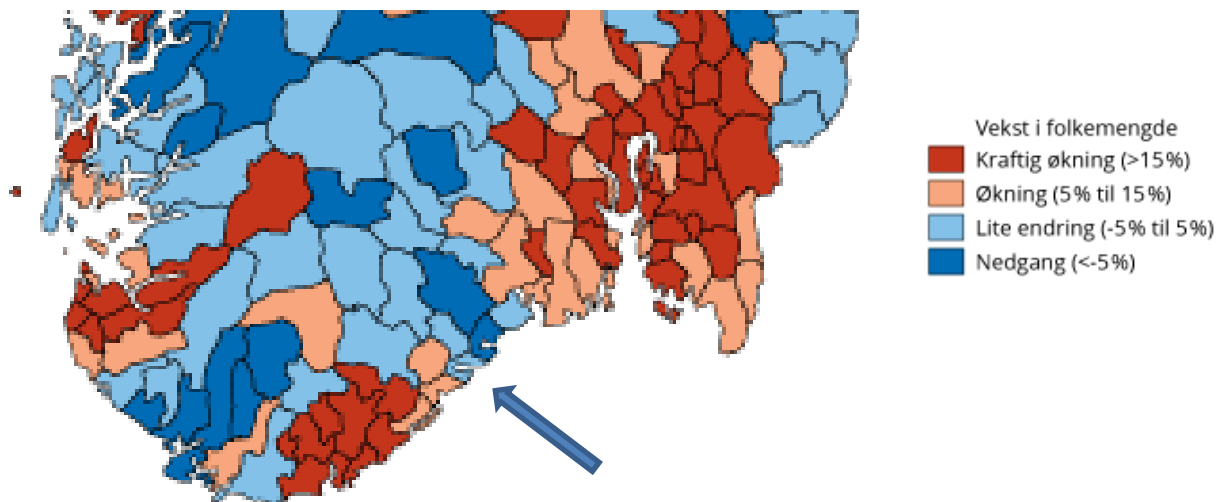 Vekst i folkemengde
Kraftig økning (>15%)
Økning (5% til 15%)
Lite endring (-5% til 5%)
Nedgang (<-5%)